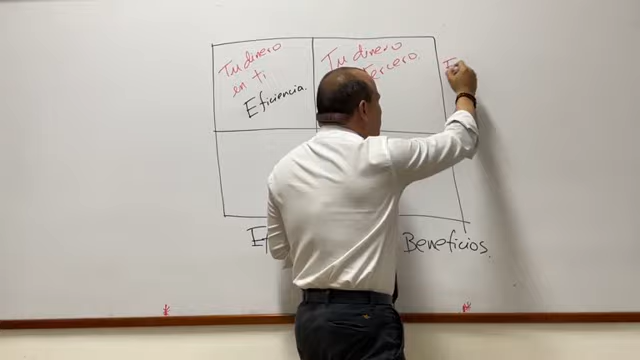 Tu dinero
en ti
Eficiencia.
Tu dinero
Tercero.
Beneficios.